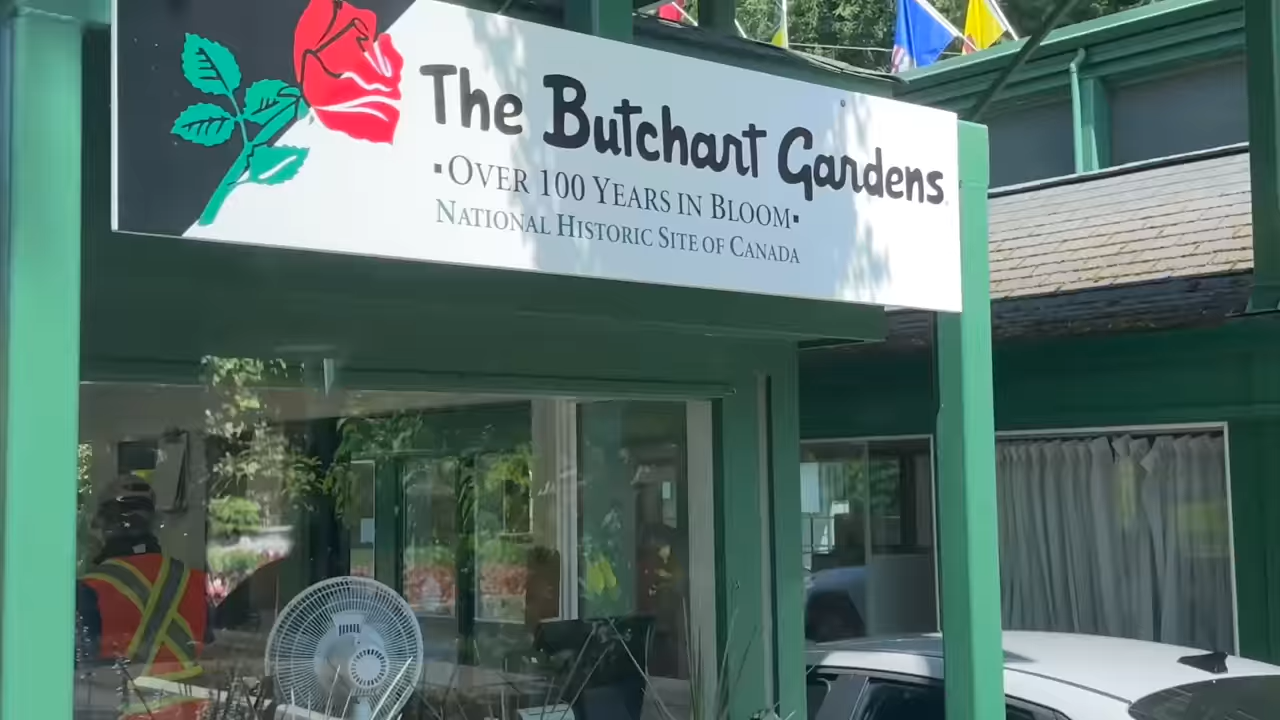 The Butchart Gardens
▪OVER 100 YEARS IN BLOOM▪
NATIONAL HISTORIC SITE OF CANADA